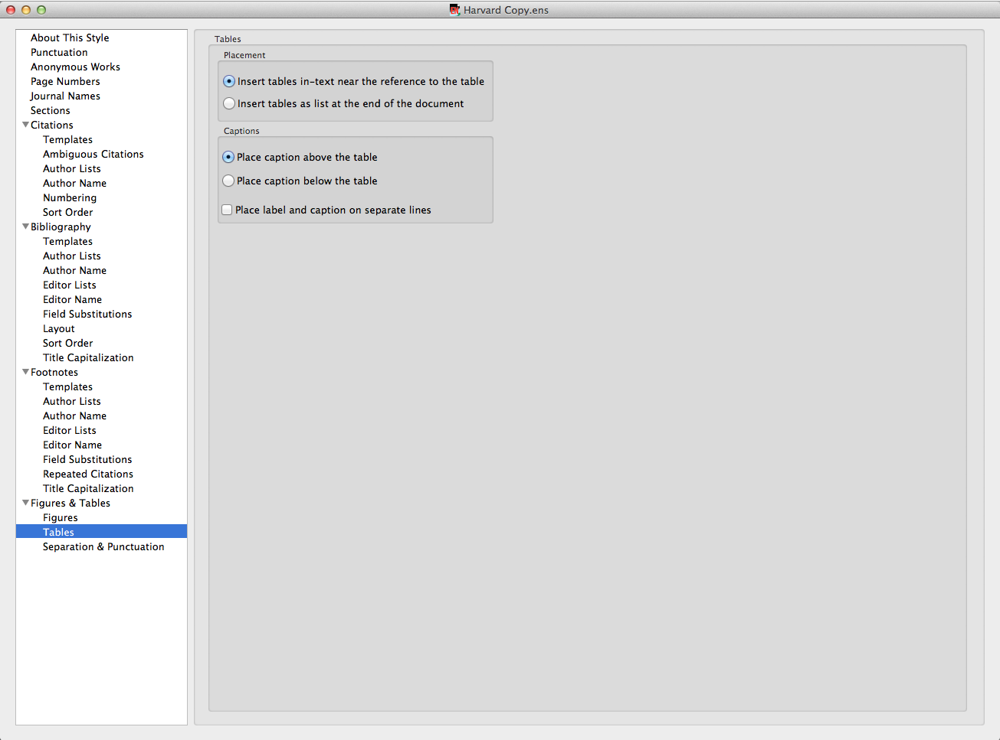 Harvard Copy.ens
About This Style
Punctuation
Anonymous Works
Page Numbers
Journal Names
Sections
Citations
Templates
Ambiguous Citations
Author Lists
Author Name
Numbering
Sort Order
Bibliography
Templates
Author Lists
Author Name
Editor Lists
Editor Name
Field Substitutions
Layout
Sort Order
Title Capitalization
Footnotes
Templates
Author Lists
Author Name
Editor Lists
Editor Name
Field Substitutions
Repeated Citations
Title Capitalization
Figures & Tables
Figures
Tables
Separation & Punctuation
Tables
Placement
Insert tables in-text near the reference to the table
Insert tables as list at the end of the document
Captions
Place caption above the table
Place caption below the table
Place label and caption on separate lines